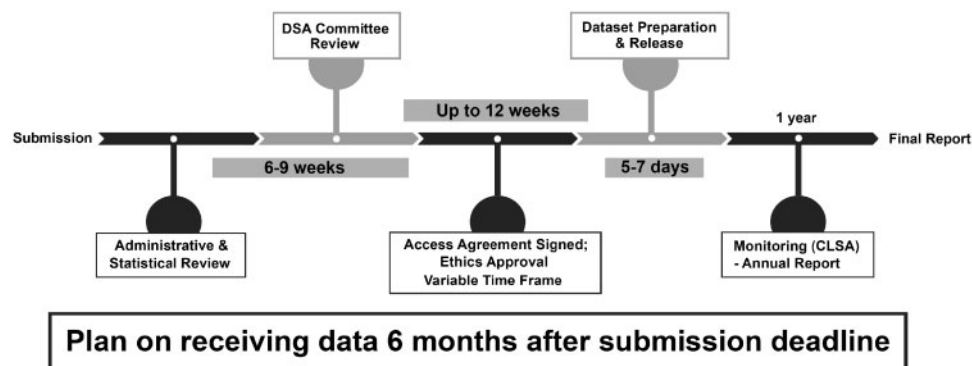 DSA Committee
Review
Dataset Preparation
& Release
Up to 12 weeks
1 year
Submission
Final Report
6-9 weeks
5-7 days
Administrative &
Statistical Review
Access Agreement Signed;
Ethics Approval
Variable Time Frame
Monitoring (CLSA)
- Annual Report
Plan on receiving data 6 months after submission deadline